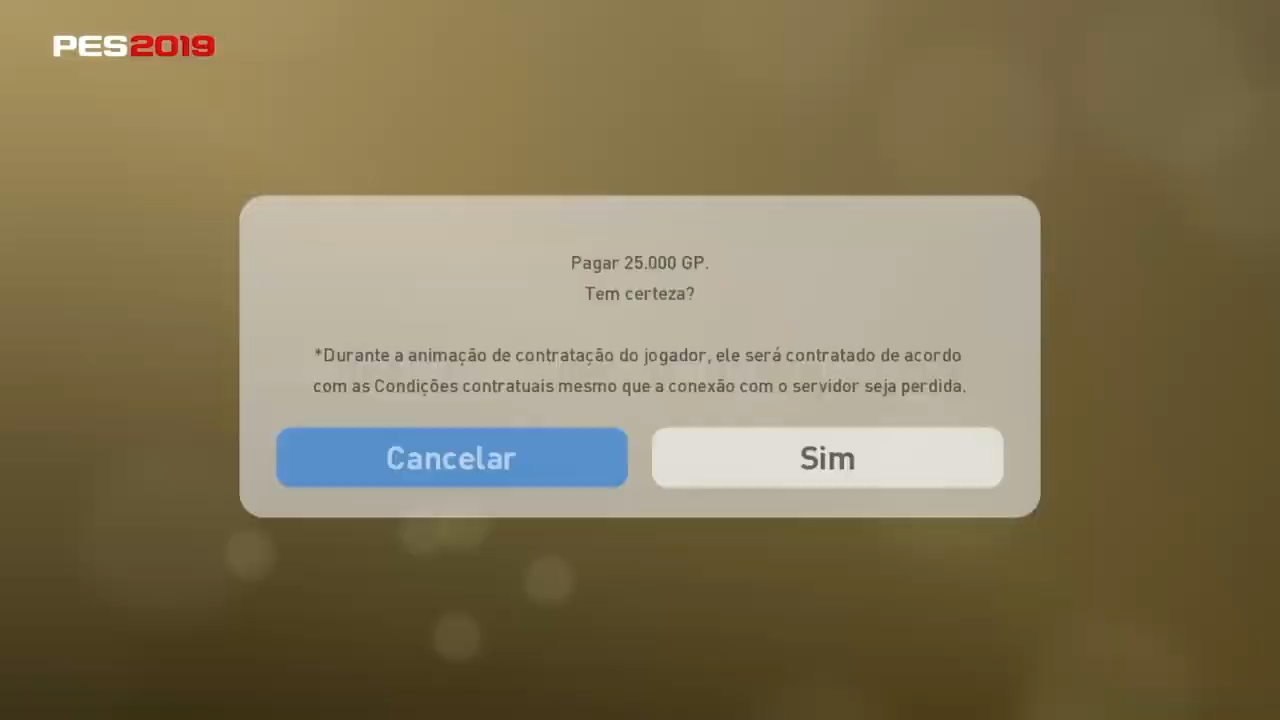 PES2019
Pagar 25.000 GP.
Tem certeza?
*Durante a animação de contratação do jogador, ele será contratado de acordo
com as Condições contratuais mesmo que a conexão com o servidor seja perdida.
Cancelar
Sim